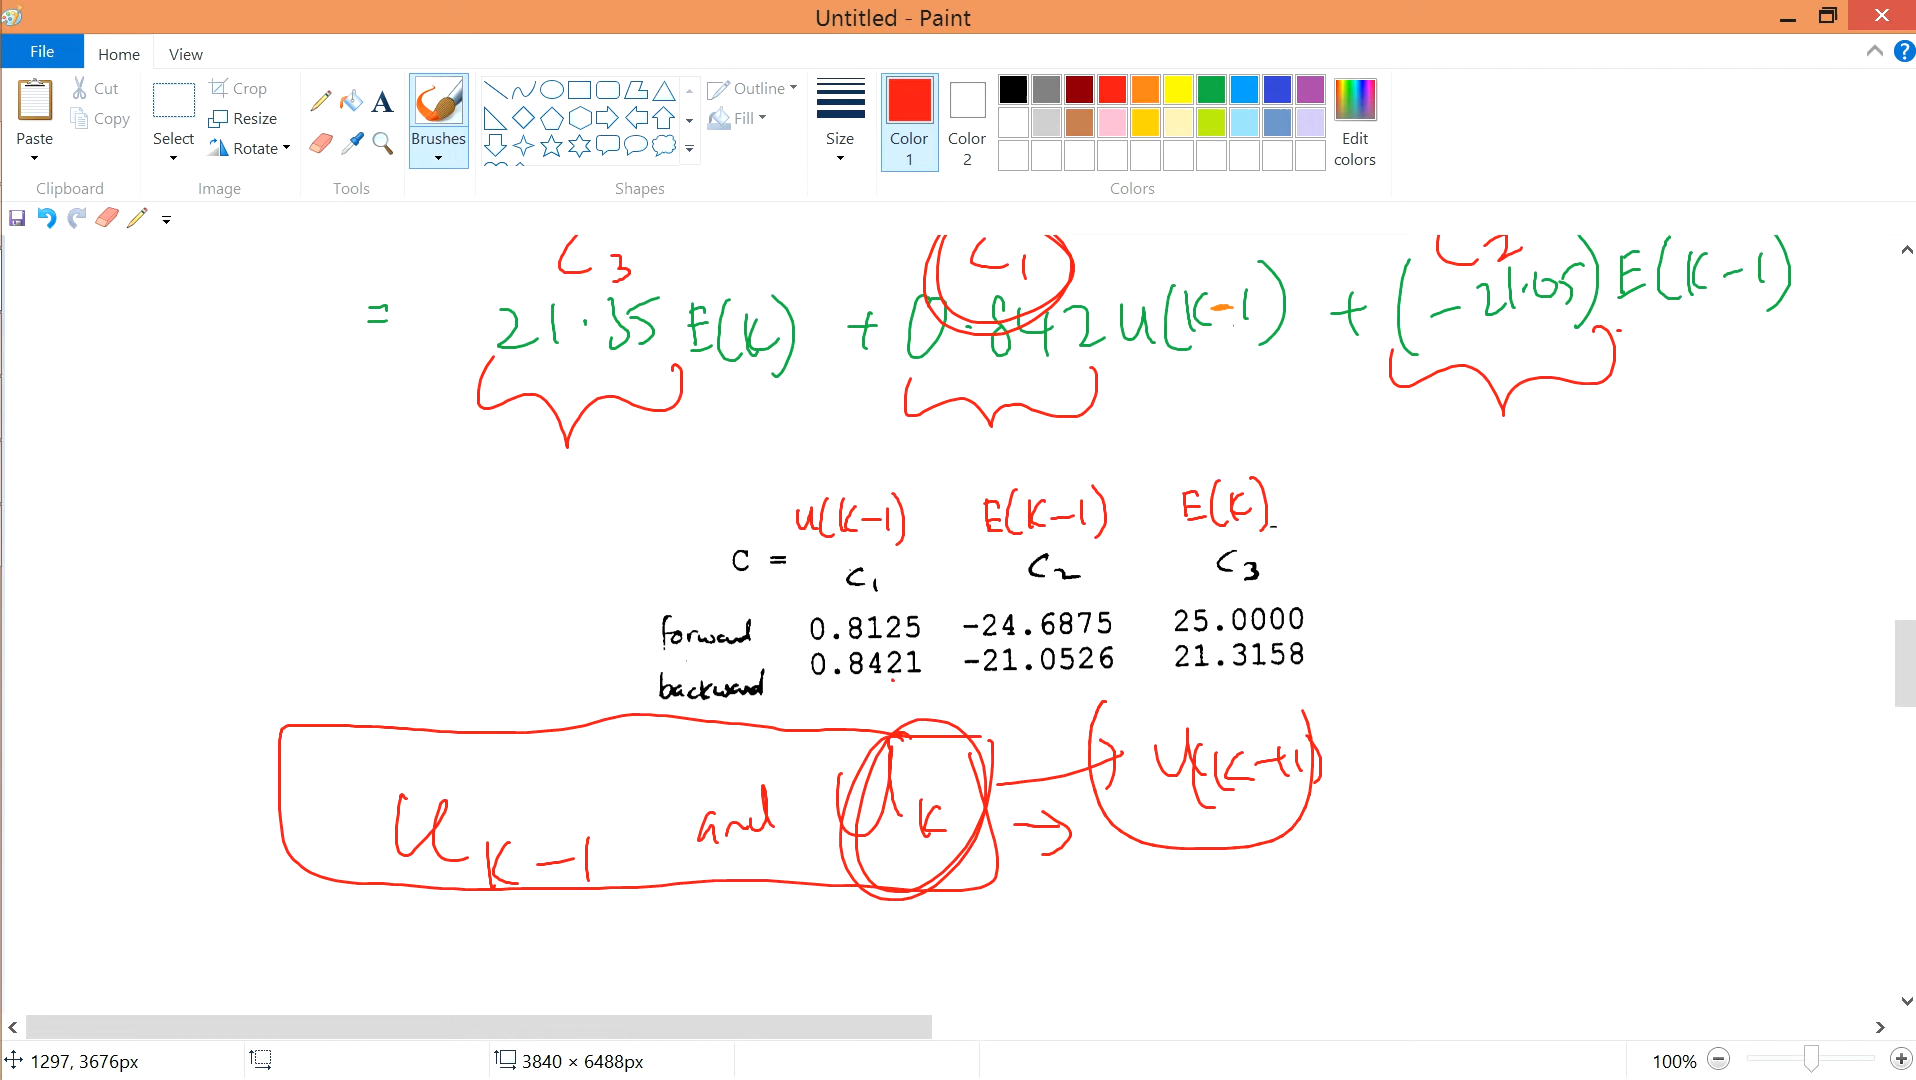 Untitled - Paint
File Home View
Paste Cut Copy Clipboard
Select Crop Resize Rotate Image
Tools
Brushes
Shapes Outline Fill
Size
Color 1 Color 2 Edit colors Colors
C3 C1 C2
= 21.35 E(K) + 0.842 U(K-1) + (-21.05) E(K-1)
U(K-1) E(K-1) E(K)
C = C1 C2 C3
forward 0.8125 -24.6875 25.0000
backward 0.8421 -21.0526 21.3158
U(K+1)
U K-1 and U K →
1297, 3676px 3840 × 6488px 100%